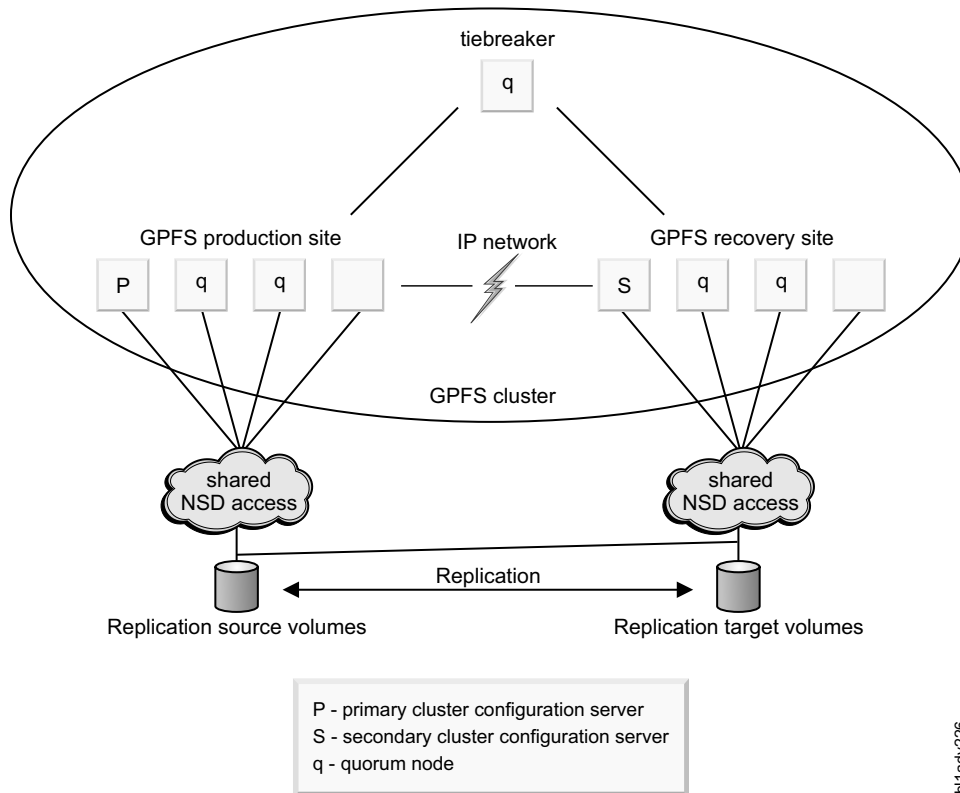 tiebreaker
q
GPFS production site
IP network
GPFS recovery site
P
q
q
S
q
q
GPFS cluster
shared
NSD access
shared
NSD access
Replication
Replication source volumes
Replication target volumes
P - primary cluster configuration server
S - secondary cluster configuration server
q - quorum node